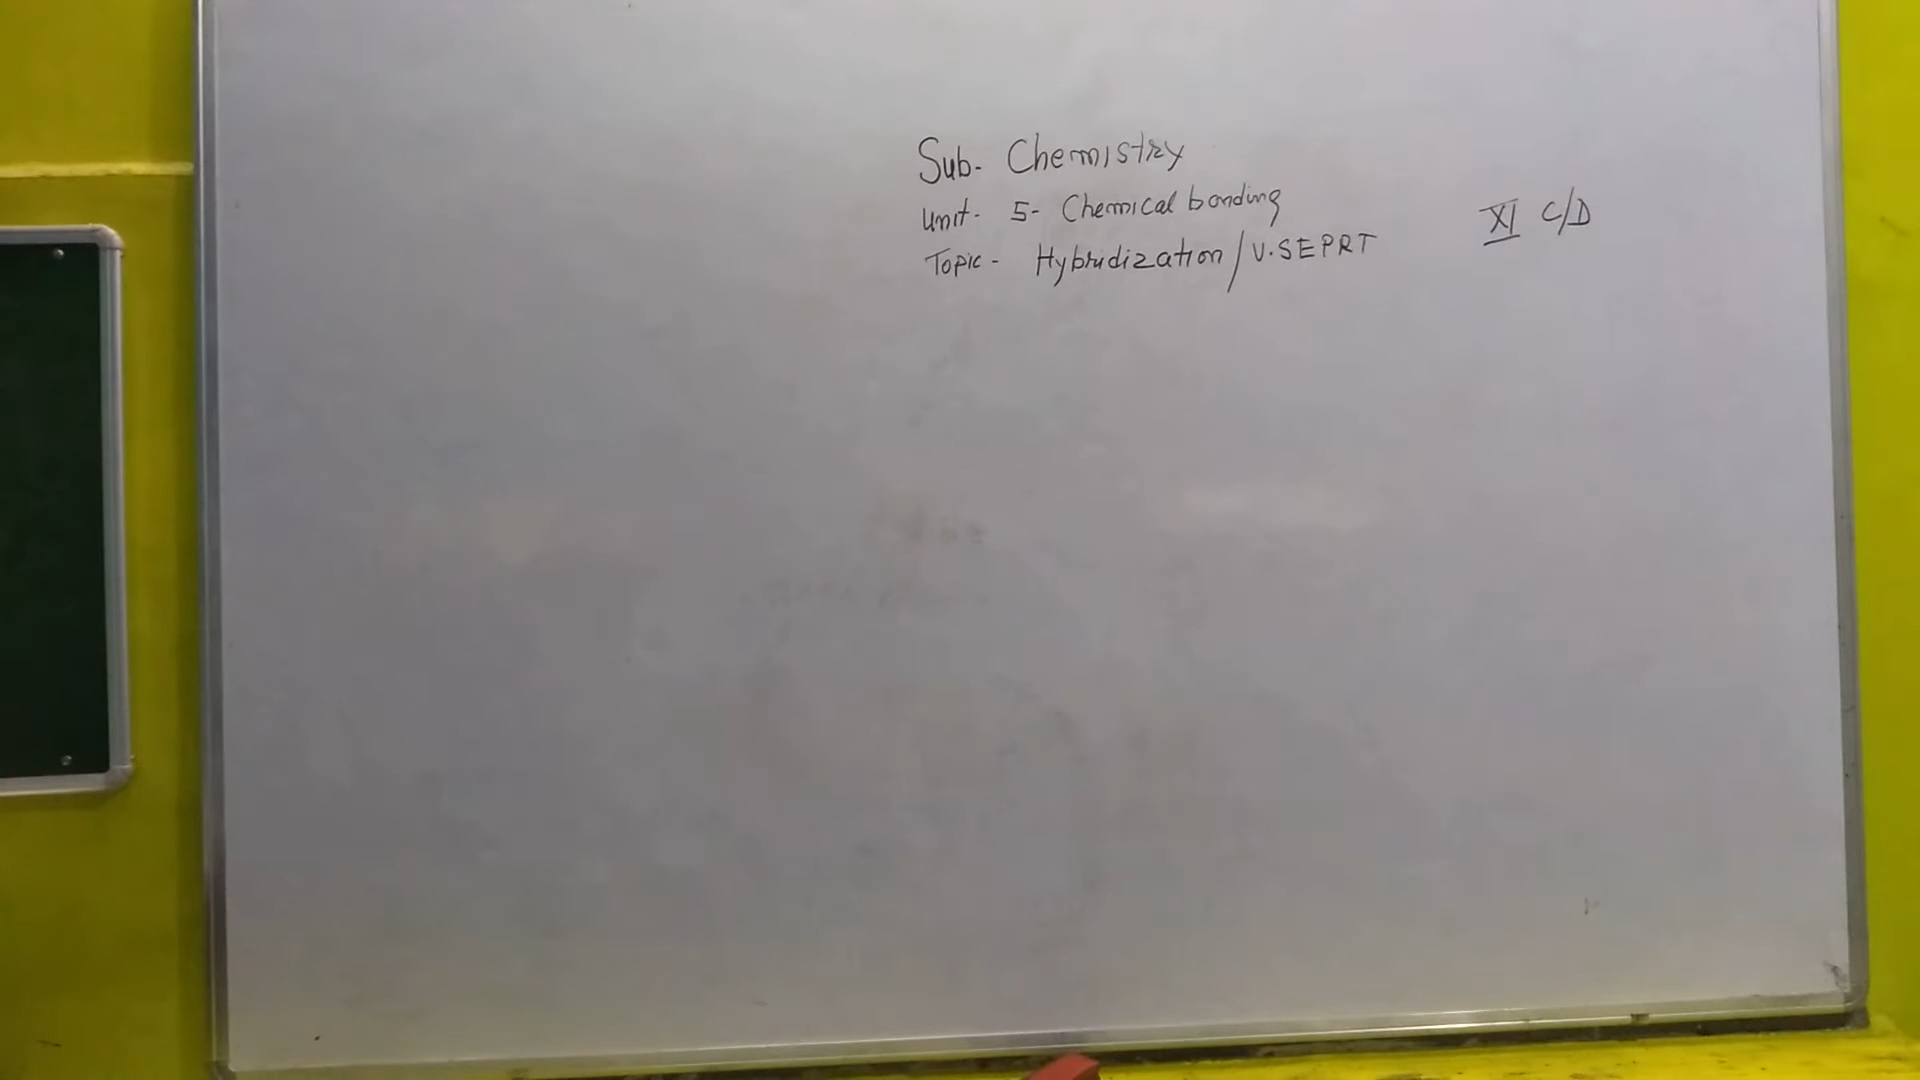 Sub- Chemistry
Unit- 5- Chemical bonding
XI C/D
Topic- Hybridization/V.SEPRT